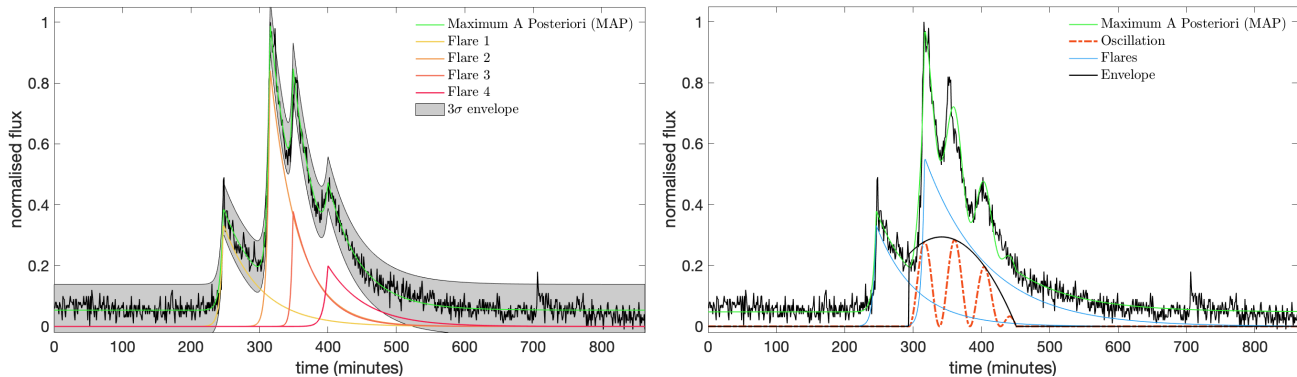 normalised flux
1
0.8
0.6
0.4
0.2
0
Maximum A Posteriori (MAP)
Flare 1
Flare 2
Flare 3
Flare 4
3σ envelope
0 100 200 300 400 500 600 700 800
time (minutes)
normalised flux
1
0.8
0.6
0.4
0.2
0
Maximum A Posteriori (MAP)
Oscillation
Flares
Envelope
0 100 200 300 400 500 600 700 800
time (minutes)